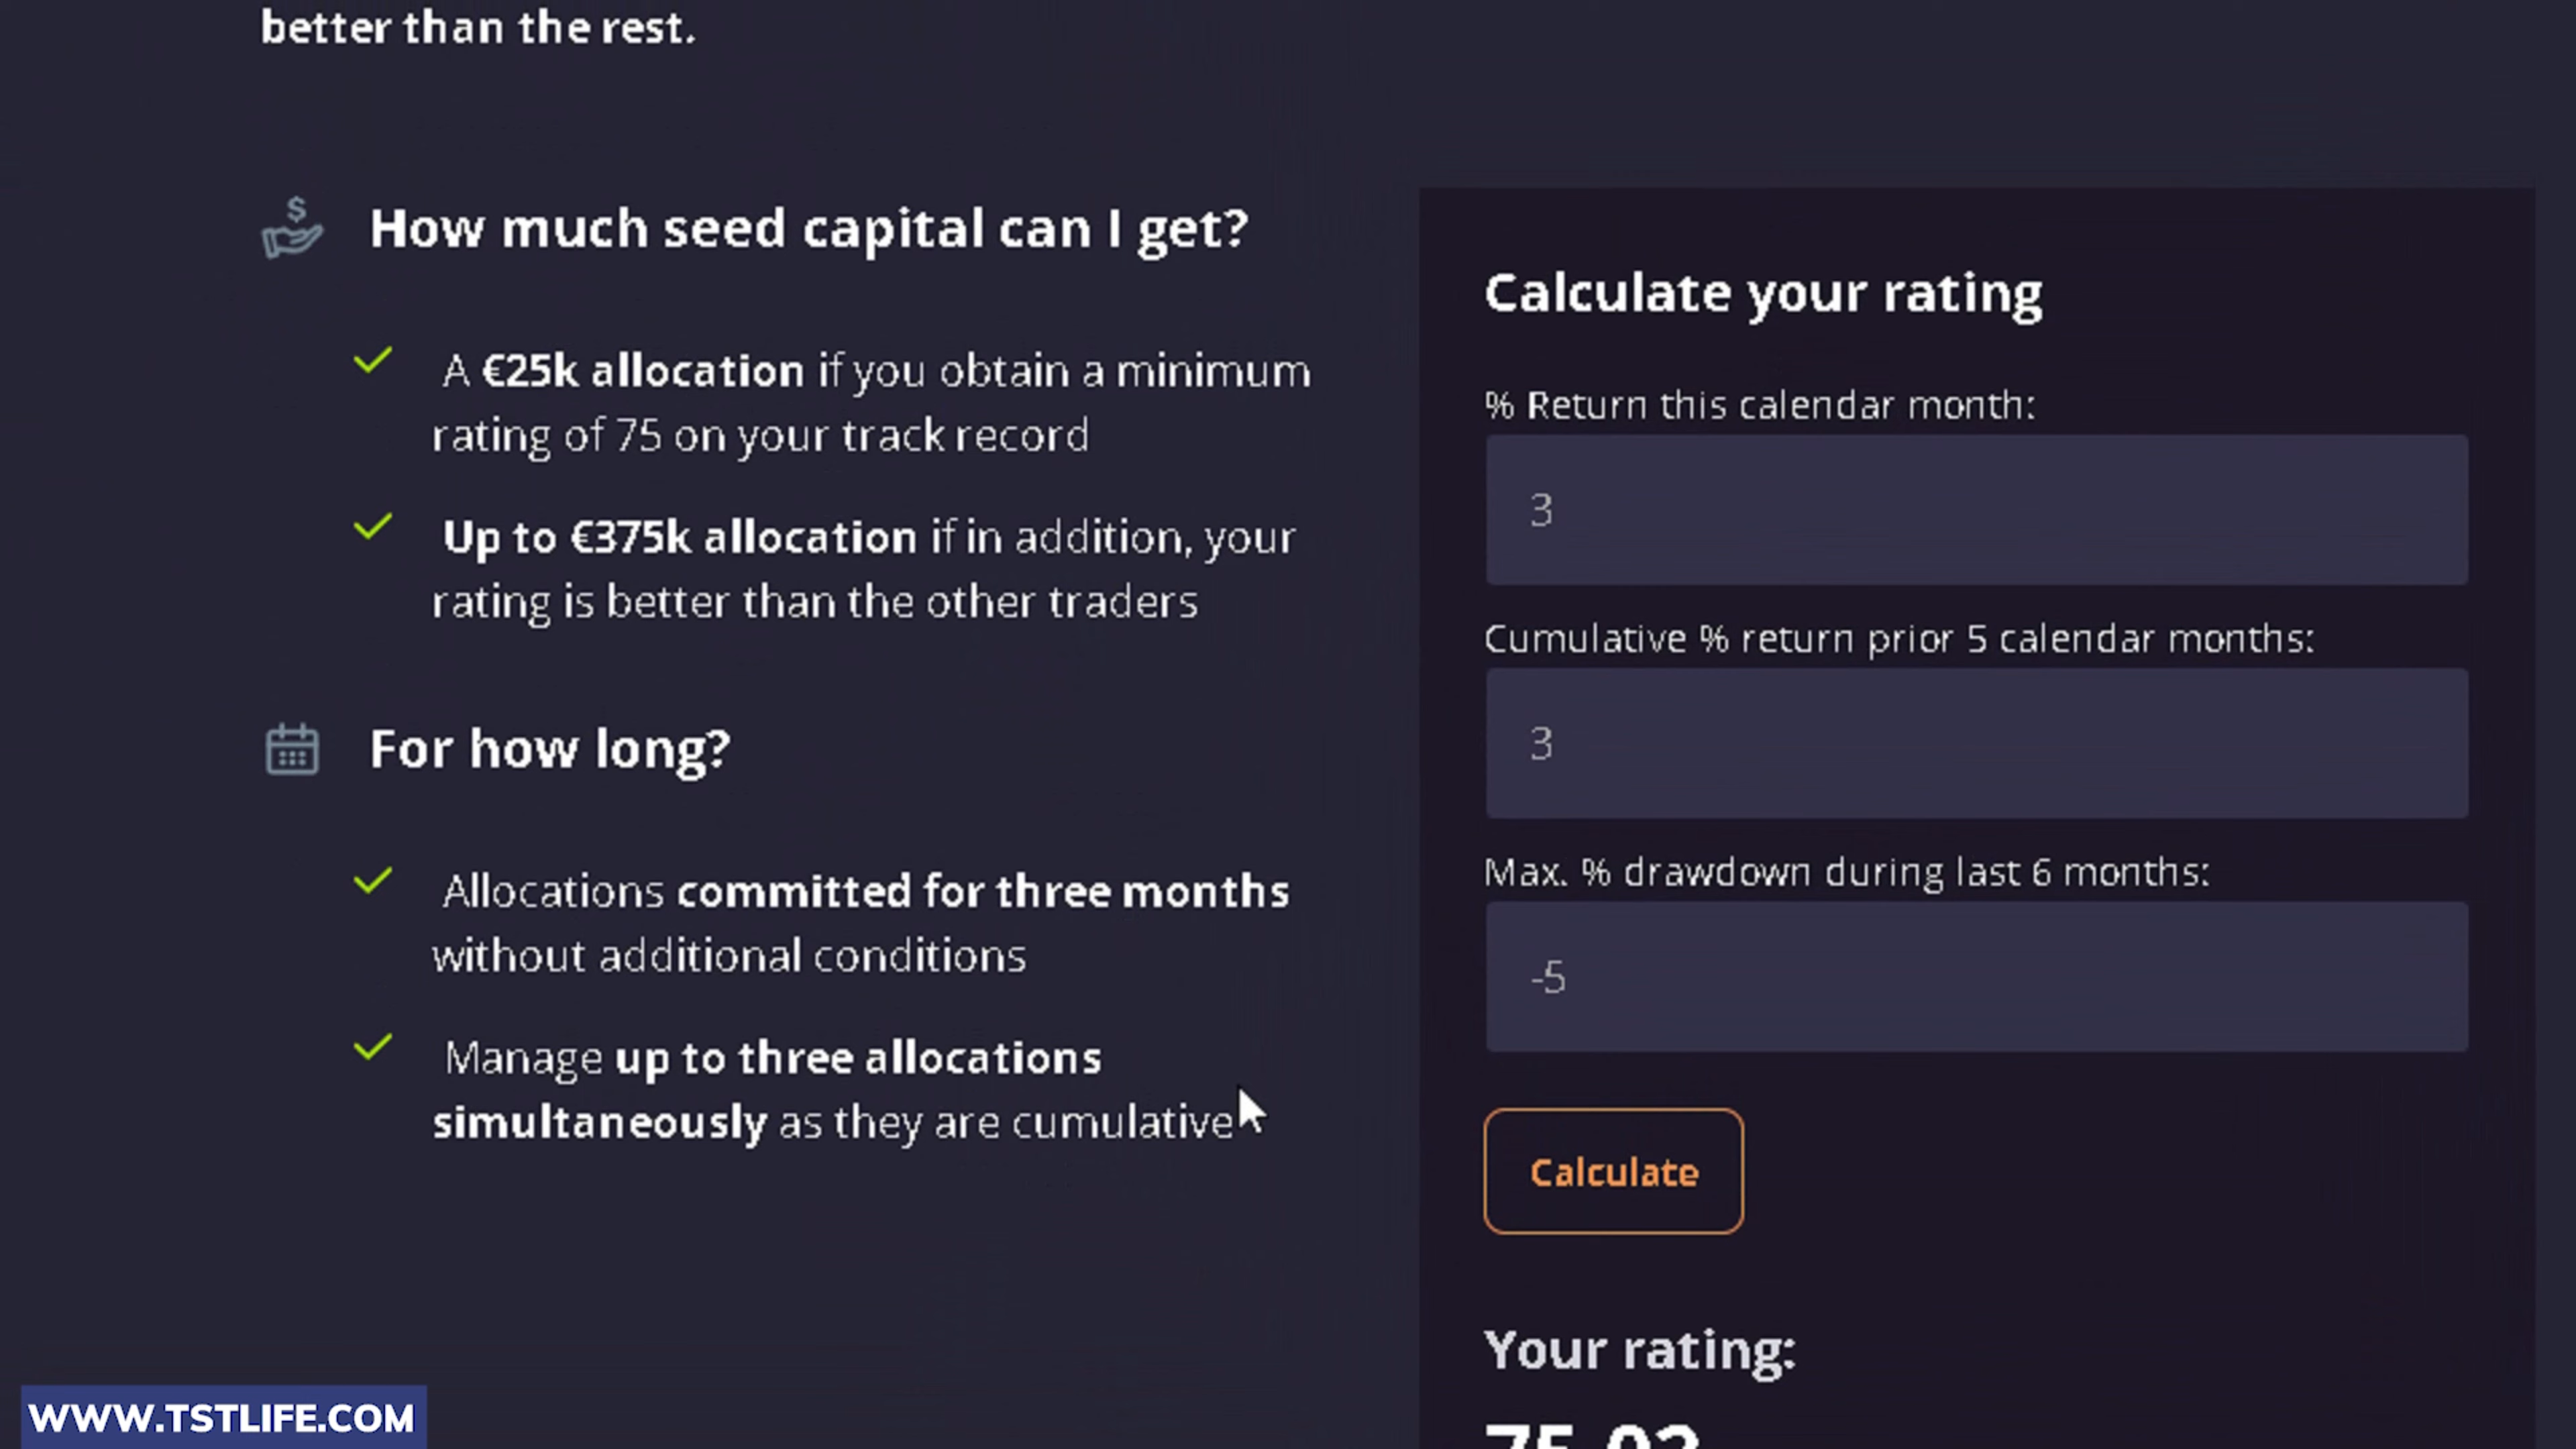 better than the rest.
How much seed capital can I get?
A €25k allocation if you obtain a minimum
rating of 75 on your track record
Up to €375k allocation if in addition, your
rating is better than the other traders
For how long?
Allocations committed for three months
without additional conditions
Manage up to three allocations
simultaneously as they are cumulative
Calculate your rating
% Return this calendar month:
3
Cumulative % return prior 5 calendar months:
3
Max. % drawdown during last 6 months:
-5
Calculate
Your rating:
WWW.TSTLIFE.COM